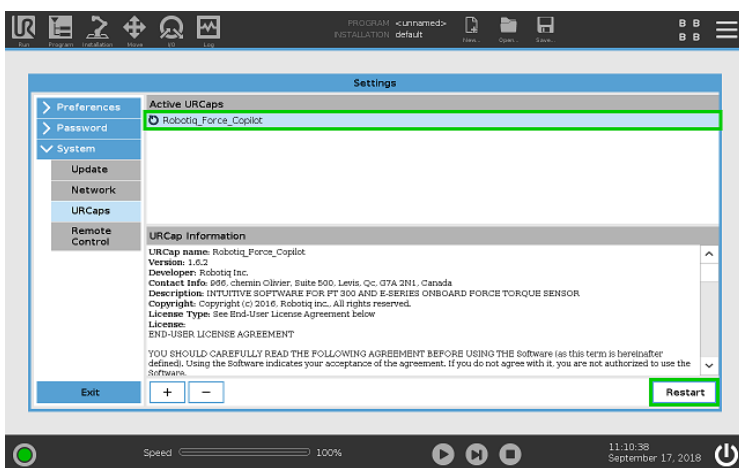 PROGRAM <unnamed>
INSTALLATION default
UR
Run
Program
Installation
Move
I/O
Log
New...
Open...
Save...
B B
B B
Settings
Preferences
Password
System
Update
Network
URCaps
Remote
Control
Exit
Active URCaps
Robotiq_Force_Copilot
URCap Information
URCap name: Robotiq_Force_Copilot
Version: 1.6.2
Developer: Robotiq Inc.
Contact Info: 966, chemin Olivier, Suite 500, Levis, Qc, G7A 2N1, Canada
Description: INTUITIVE SOFTWARE FOR FT 300 AND E-SERIES ONBOARD FORCE TORQUE SENSOR
Copyright: Copyright (c) 2016, Robotiq inc., All rights reserved.
License Type: See End-User License Agreement below
License:
END-USER LICENSE AGREEMENT
YOU SHOULD CAREFULLY READ THE FOLLOWING AGREEMENT BEFORE USING THE Software (as this term is hereinafter
defined). Using the Software indicates your acceptance of the agreement. If you do not agree with it, you are not authorized to use the
Software.
+
−
Restart
Speed
100%
11:10:38
September 17, 2018